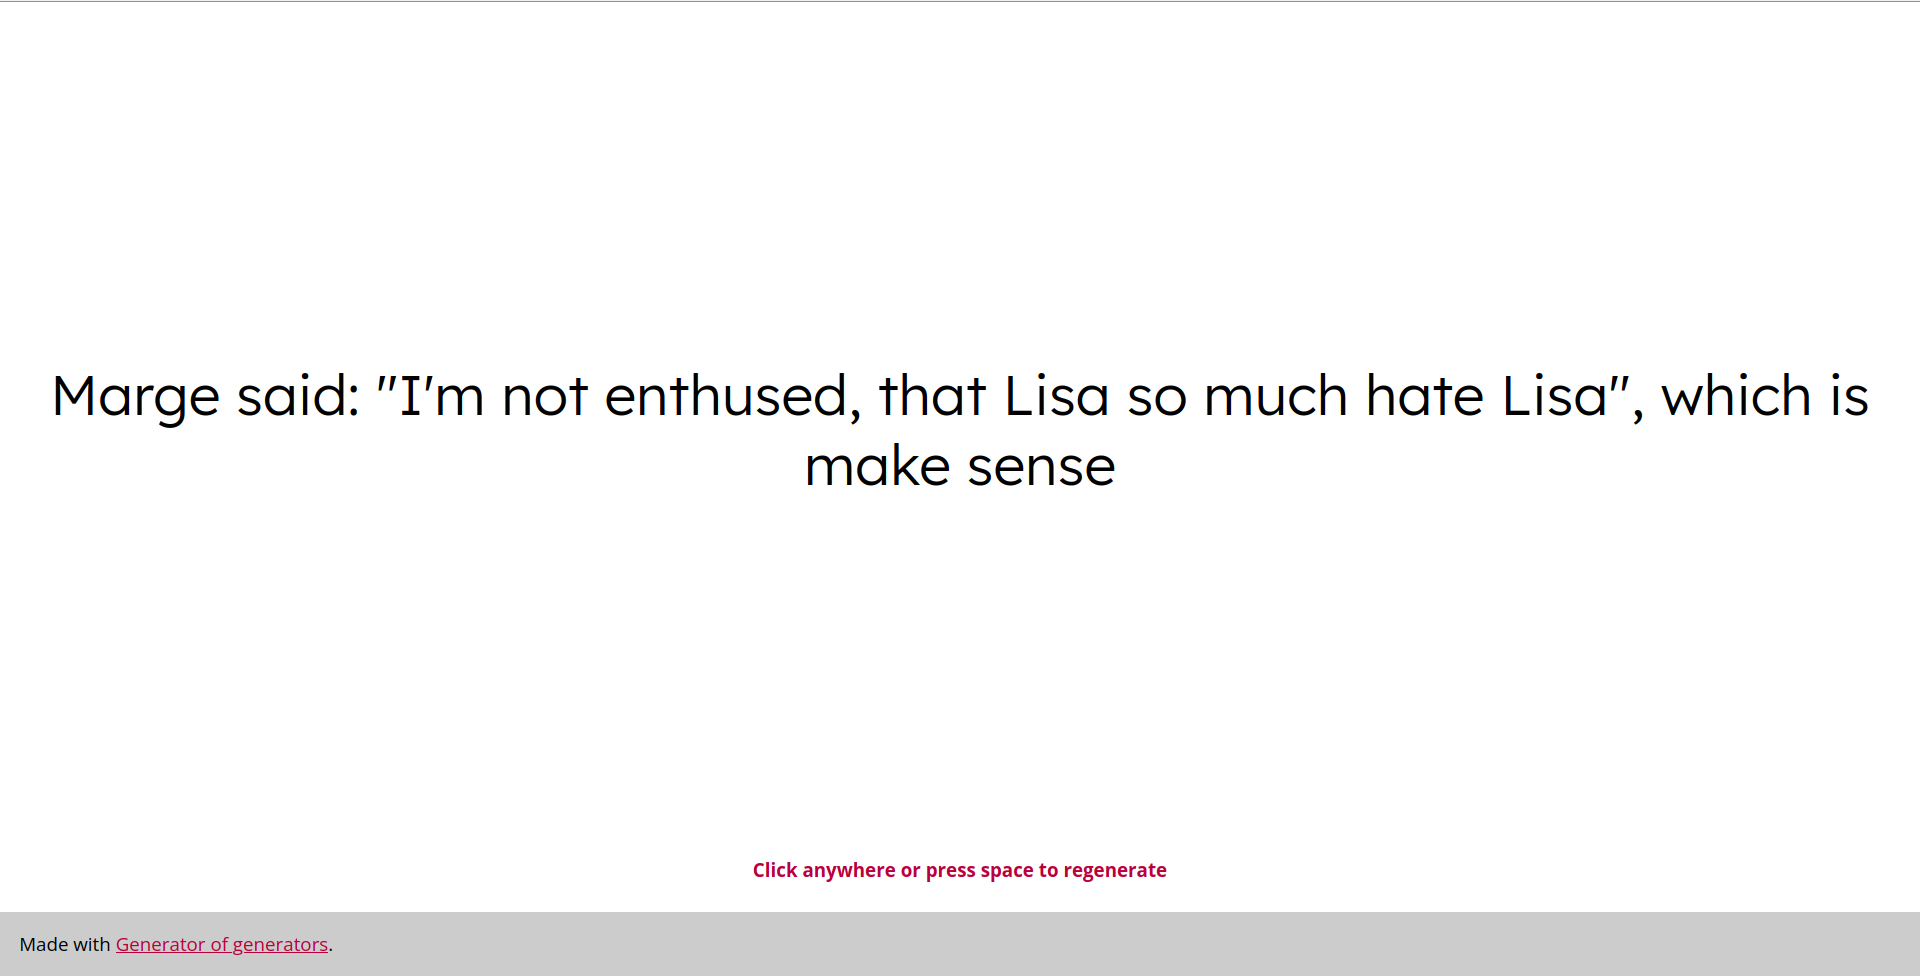 Marge said: "I'm not enthused, that Lisa so much hate Lisa", which is
make sense
Click anywhere or press space to regenerate
Made with Generator of generators.